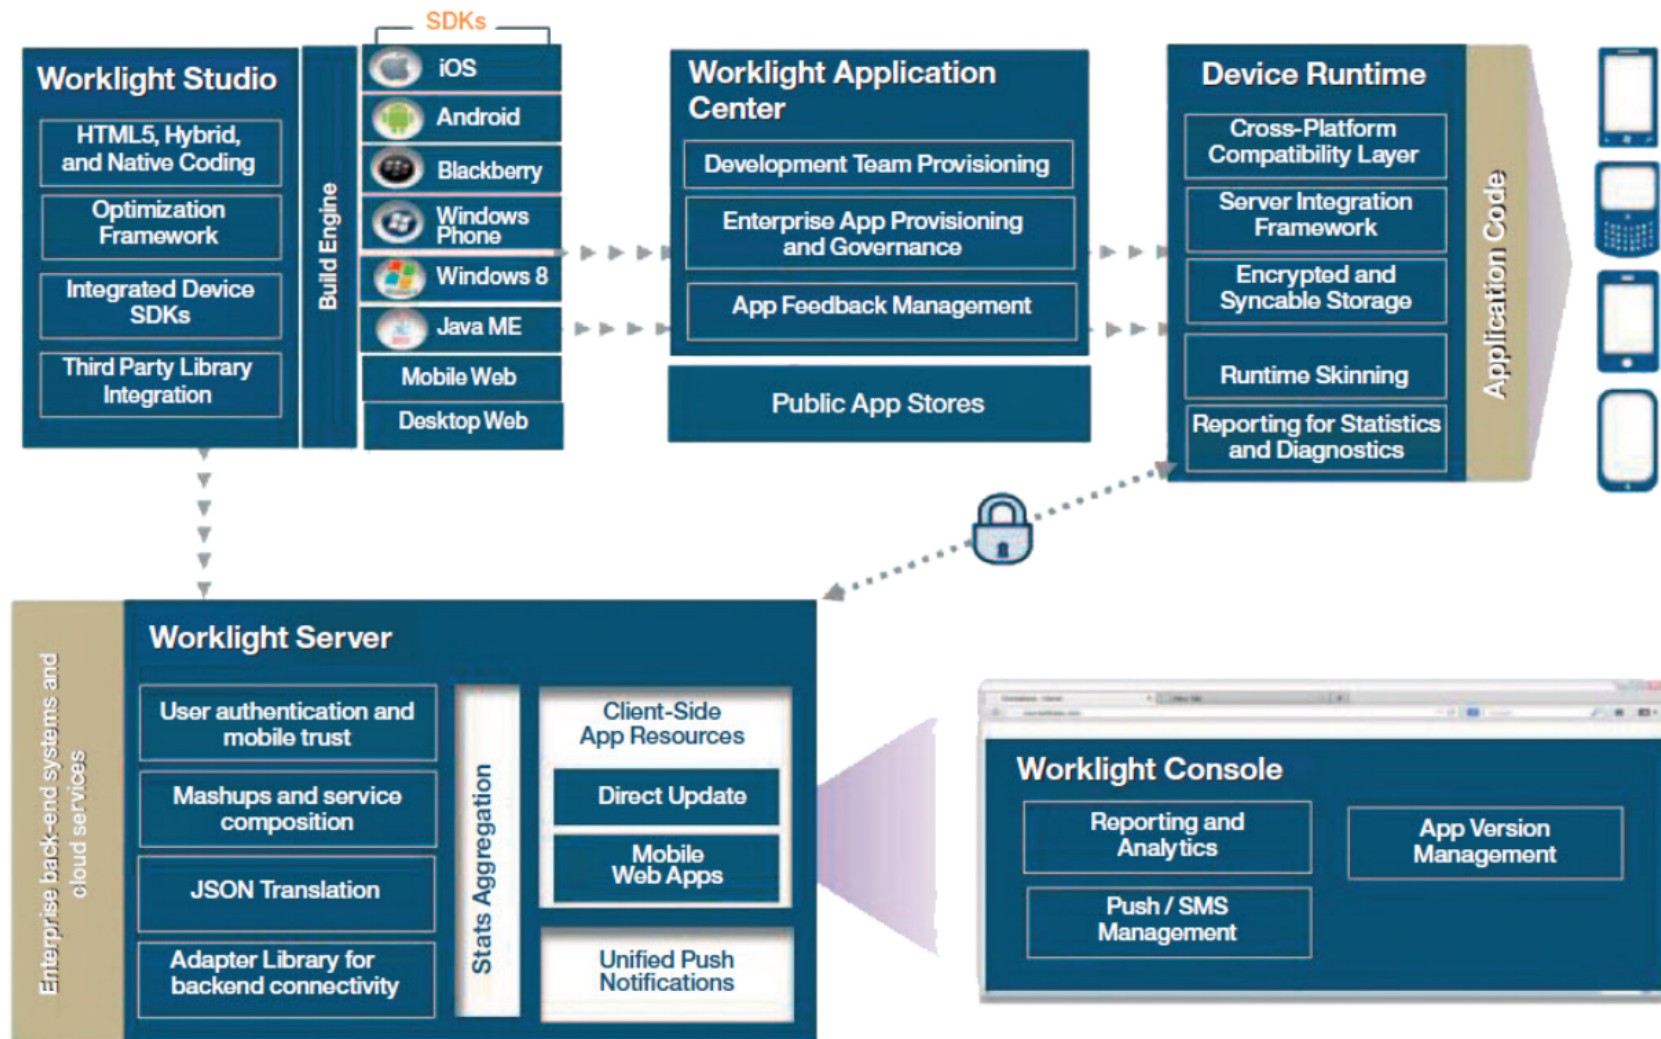 SDKs
Worklight Studio
HTML5, Hybrid,
and Native Coding
Optimization
Framework
Integrated Device
SDKs
Third Party Library
Integration
Build Engine
iOS
Android
Blackberry
Windows
Phone
Windows 8
Java ME
Mobile Web
Desktop Web
Worklight Application
Center
Development Team Provisioning
Enterprise App Provisioning
and Governance
App Feedback Management
Public App Stores
Device Runtime
Cross-Platform
Compatibility Layer
Server Integration
Framework
Encrypted and
Syncable Storage
Runtime Skinning
Reporting for Statistics
and Diagnostics
Application Code
Enterprise back-end systems and
cloud services
Worklight Server
User authentication and
mobile trust
Mashups and service
composition
JSON Translation
Adapter Library for
backend connectivity
Stats Aggregation
Client-Side
App Resources
Direct Update
Mobile
Web Apps
Unified Push
Notifications
Worklight Console
Reporting and
Analytics
App Version
Management
Push / SMS
Management